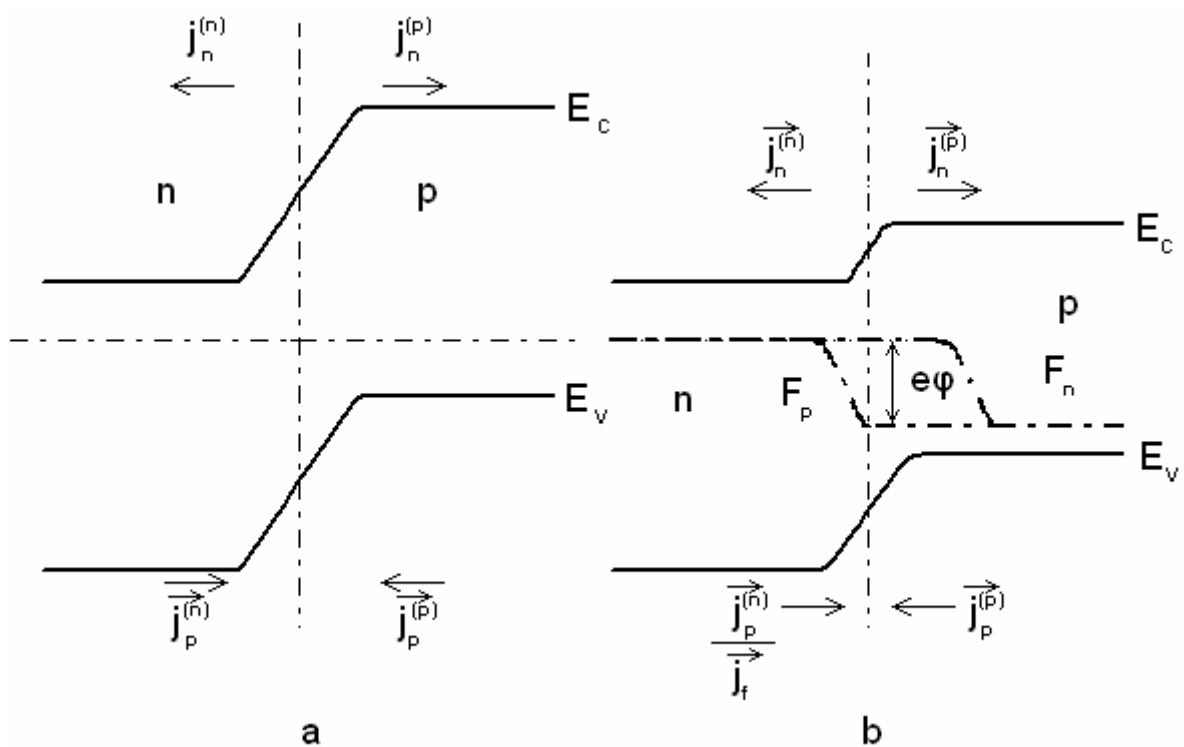 j_n^(n) j_n^(p)
E_c
n p
E_v
j_p^(n) j_p^(p)
a
j_n^(n) j_n^(p)
E_c
p
eφ
F_n
n F_p
E_v
j_p^(n) j_p^(p)
j_f
b